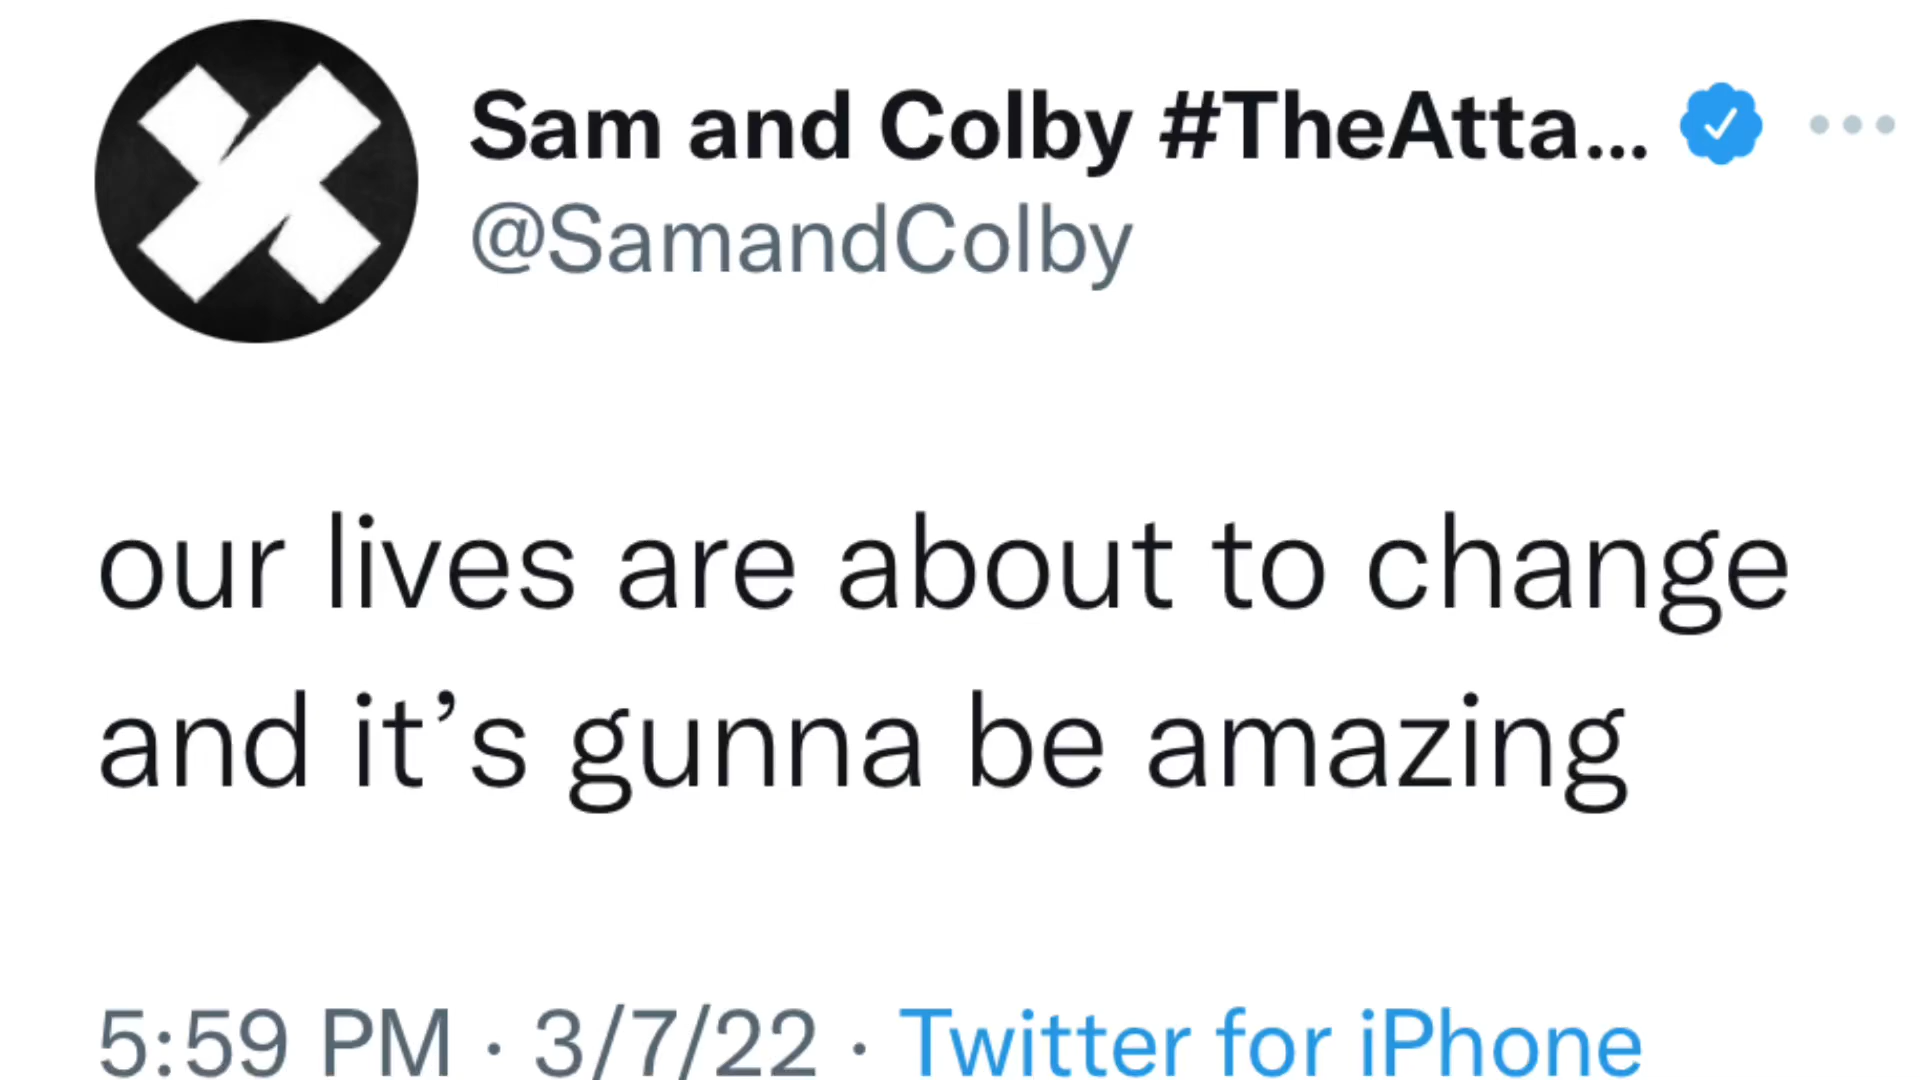 Sam and Colby #TheAtta...
@SamandColby
our lives are about to change
and it’s gunna be amazing
5:59 PM · 3/7/22 · Twitter for iPhone